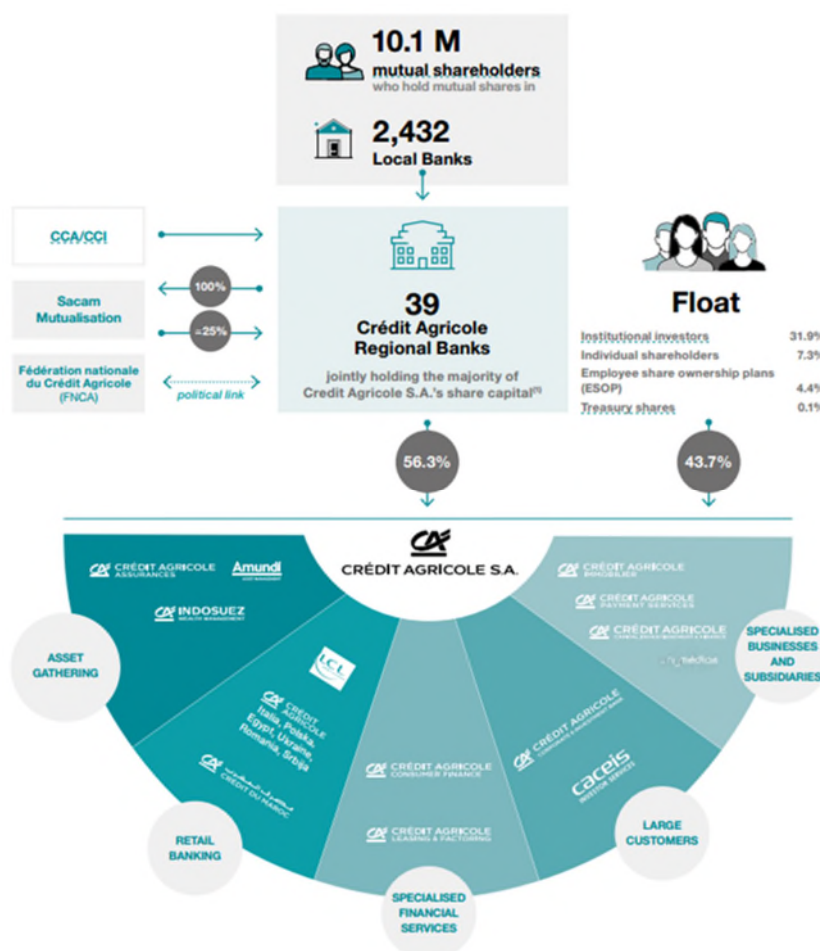 10.1 M
mutual shareholders
who hold mutual shares in
2,432
Local Banks
CCA/CCI
100%
Sacam
Mutualisation
=25%
Fédération nationale
du Crédit Agricole
(FNCA)
political link
39
Crédit Agricole
Regional Banks
jointly holding the majority of
Credit Agricole S.A.'s share capital(1)
Float
Institutional investors 31.9%
Individual shareholders 7.3%
Employee share ownership plans
(ESOP) 4.4%
Treasury shares 0.1%
56.3%
43.7%
CRÉDIT AGRICOLE S.A.
CRÉDIT AGRICOLE
ASSURANCES
Amundi
ASSET MANAGEMENT
INDOSUEZ
WEALTH MANAGEMENT
ASSET
GATHERING
LCL
CRÉDIT
AGRICOLE
Italia, Polska,
Egypt, Ukraine,
Romania, Srbija
مصرف المغرب
CRÉDIT DU MAROC
RETAIL
BANKING
CRÉDIT AGRICOLE
CONSUMER FINANCE
CRÉDIT AGRICOLE
LEASING & FACTORING
SPECIALISED
FINANCIAL
SERVICES
CRÉDIT AGRICOLE
CORPORATE & INVESTMENT BANK
caceis
INVESTOR SERVICES
LARGE
CUSTOMERS
CRÉDIT AGRICOLE
IMMOBILIER
CRÉDIT AGRICOLE
PAYMENT SERVICES
CRÉDIT AGRICOLE
SPECIALISED
BUSINESSES
AND
SUBSIDIARIES